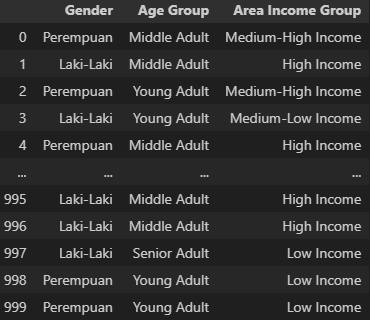 Gender Age Group Area Income Group
0 Perempuan Middle Adult Medium-High Income
1 Laki-Laki Middle Adult High Income
2 Perempuan Young Adult Medium-High Income
3 Laki-Laki Young Adult Medium-Low Income
4 Perempuan Middle Adult High Income
... ... ... ...
995 Laki-Laki Middle Adult High Income
996 Laki-Laki Middle Adult High Income
997 Laki-Laki Senior Adult Low Income
998 Perempuan Young Adult Low Income
999 Perempuan Young Adult Low Income